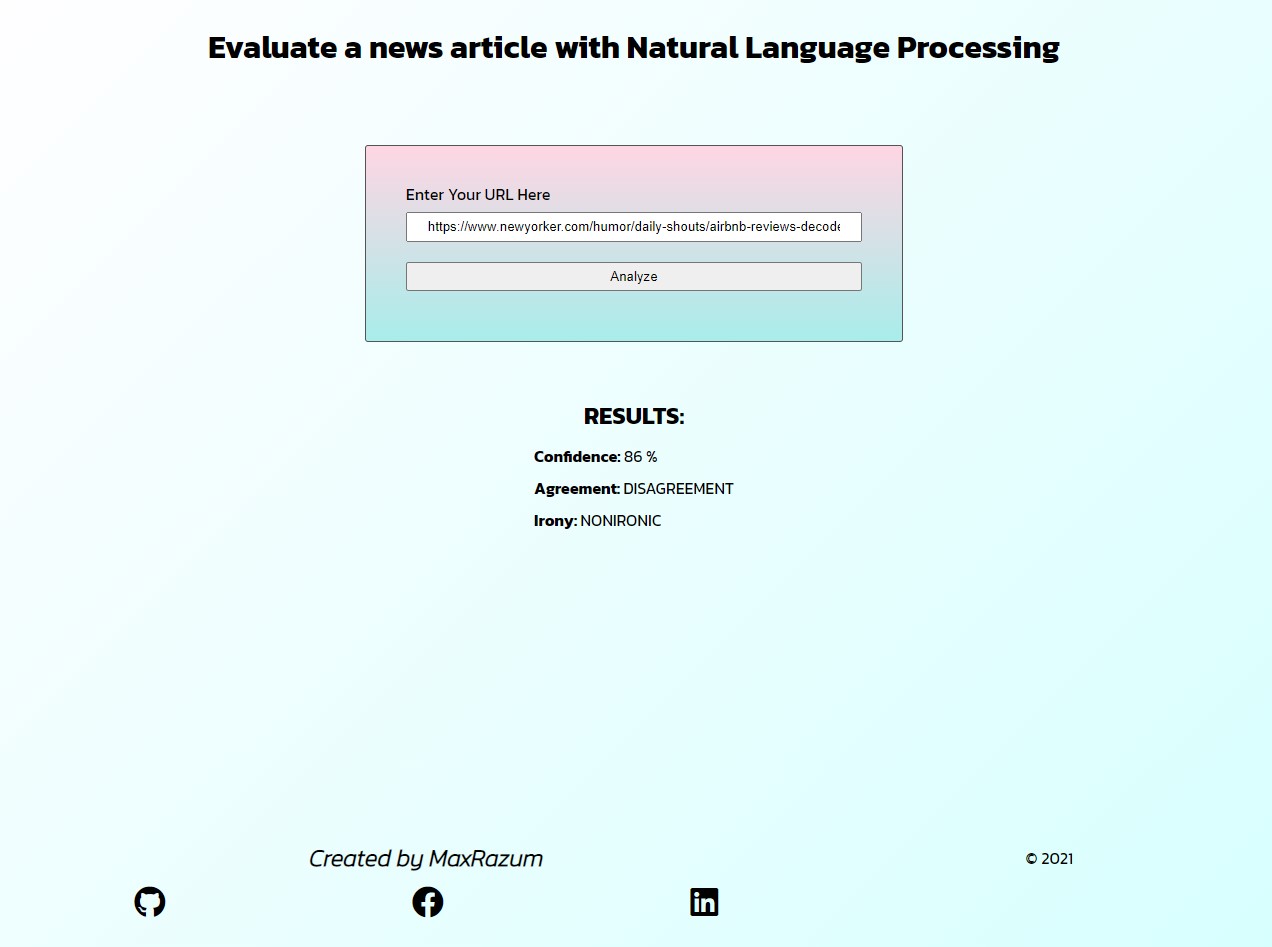 Evaluate a news article with Natural Language Processing
Enter Your URL Here
https://www.newyorker.com/humor/daily-shouts/airbnb-reviews-decode
Analyze
RESULTS:
Confidence: 86 %
Agreement: DISAGREEMENT
Irony: NONIRONIC
Created by MaxRazum
© 2021